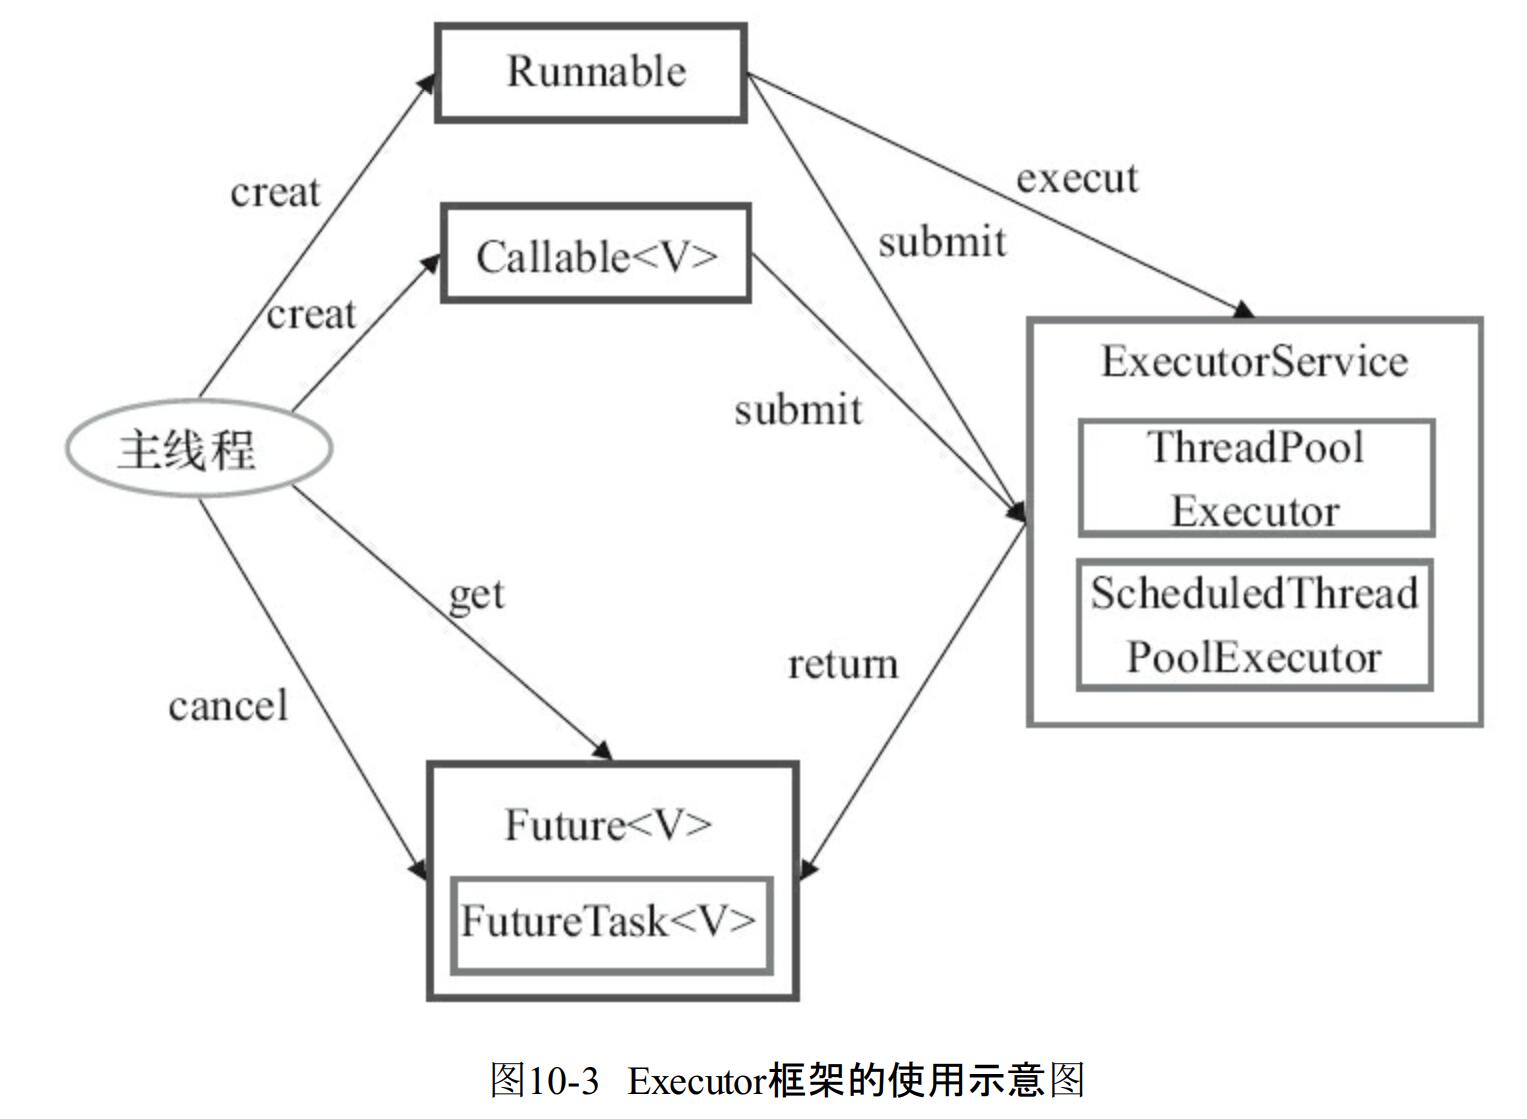 Runnable
creat
execut
submit
Callable<V>
creat
submit
ExecutorService
ThreadPool
Executor
主线程
ScheduledThread
PoolExecutor
get
return
cancel
Future<V>
FutureTask<V>
图10-3 Executor框架的使用示意图